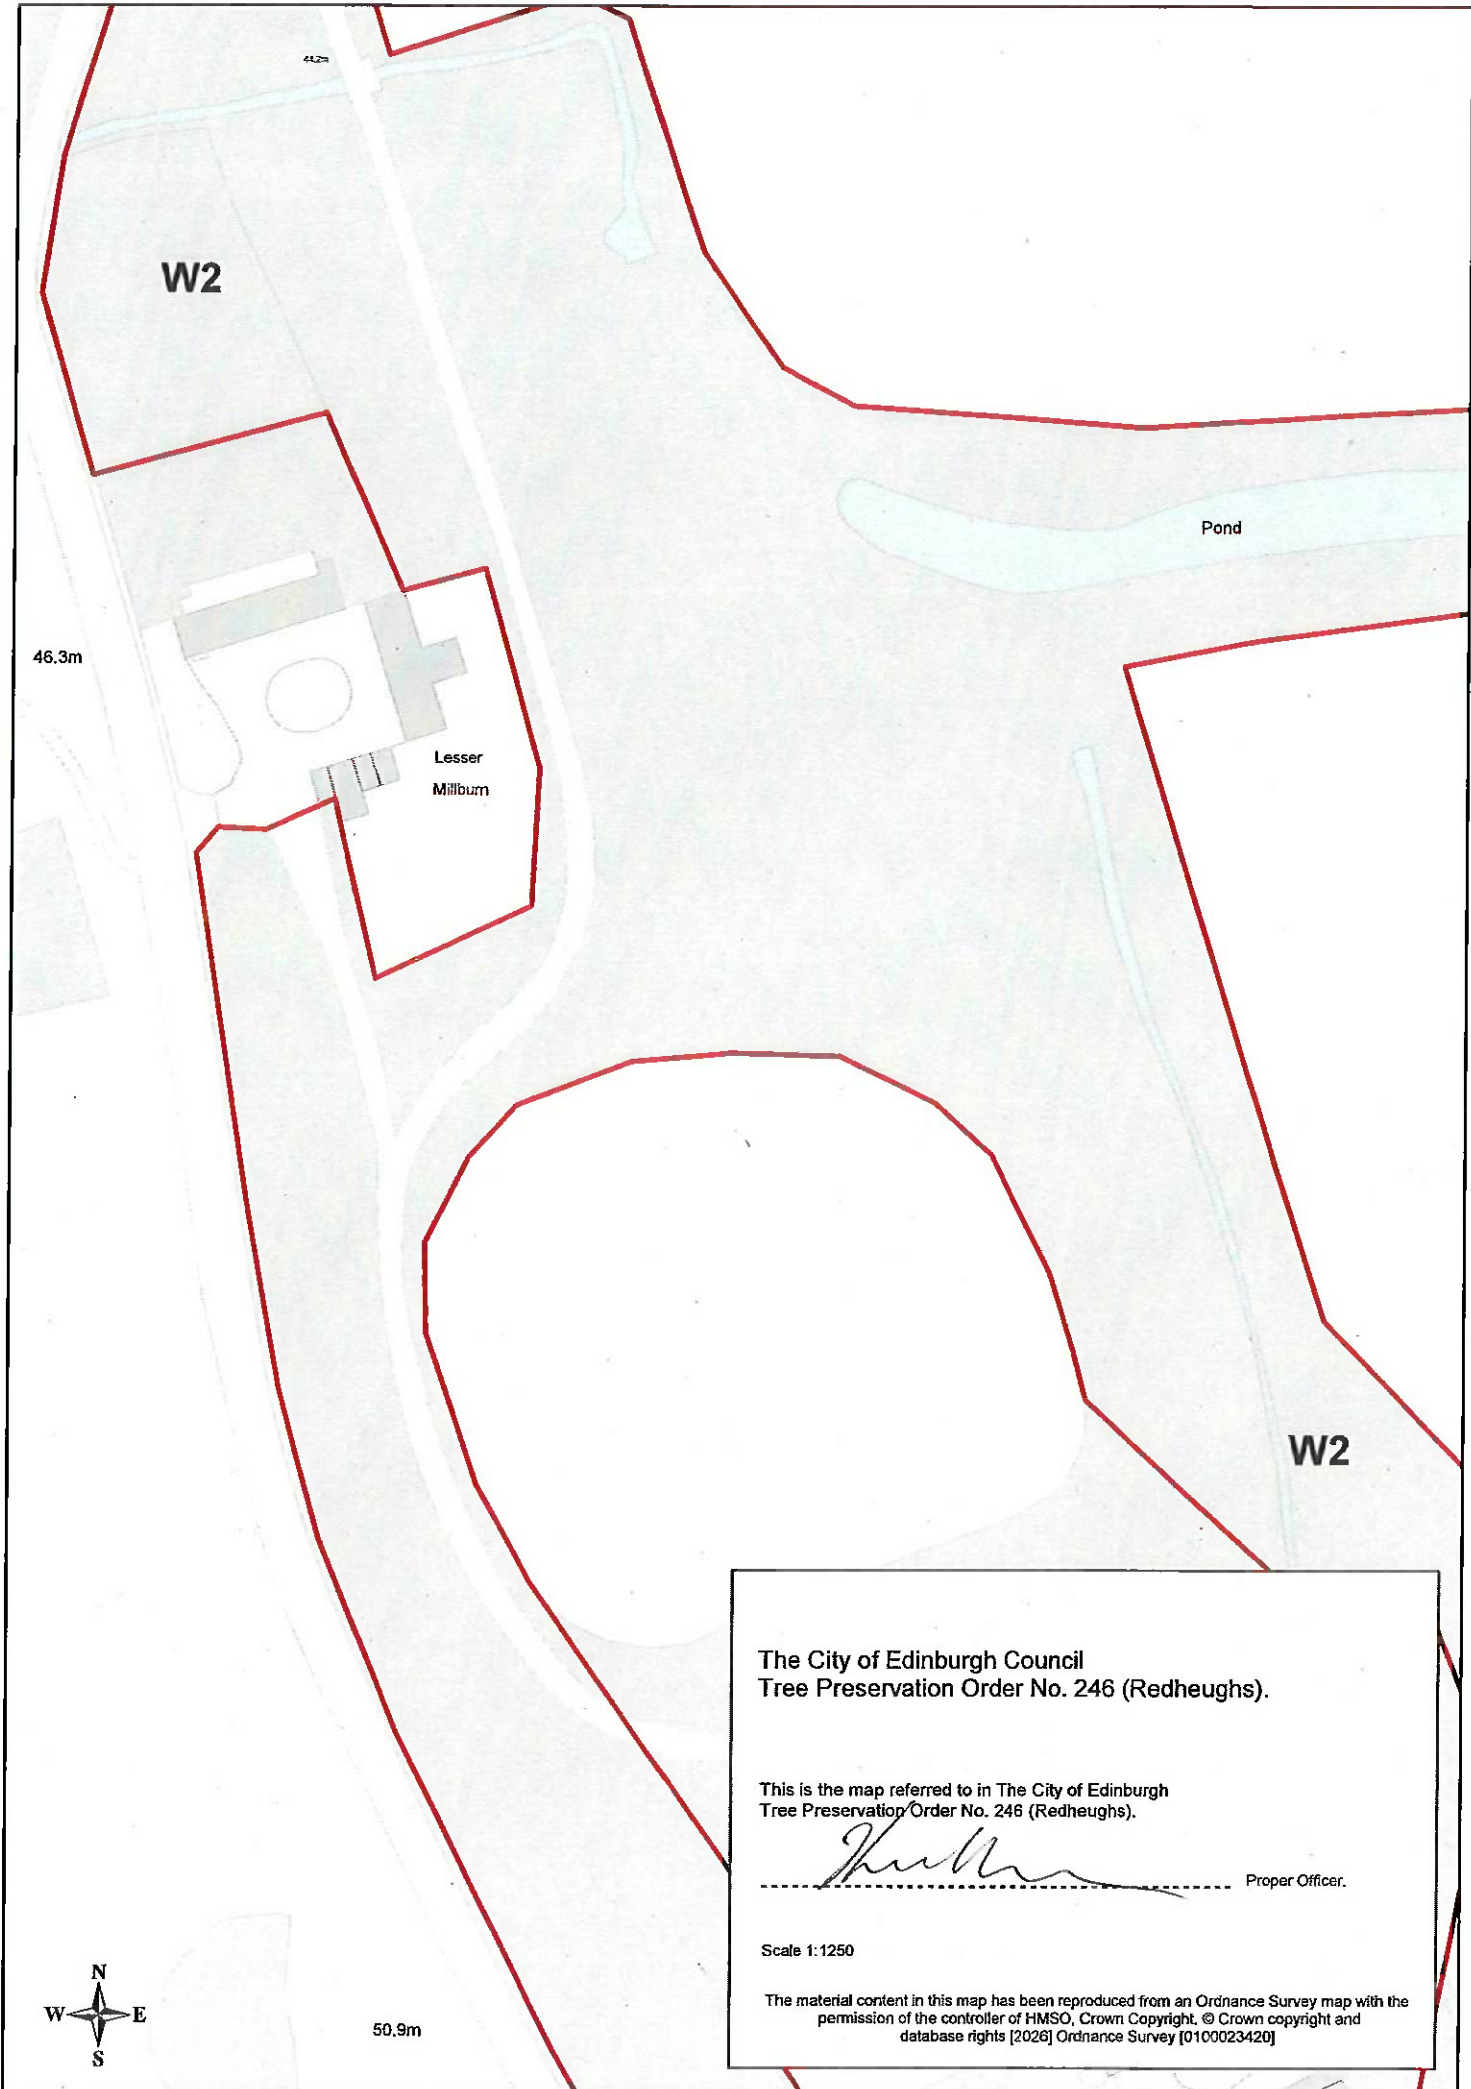 W2
Pond
46.3m
Lesser
Millburn
W2
The City of Edinburgh Council
Tree Preservation Order No. 246 (Redheughs).
This is the map referred to in The City of Edinburgh
Tree Preservation Order No. 246 (Redheughs).
Proper Officer.
Scale 1:1250
The material content in this map has been reproduced from an Ordnance Survey map with the
permission of the controller of HMSO, Crown Copyright, © Crown copyright and
database rights [2026] Ordnance Survey [0100023420]
N
W E
S
50.9m